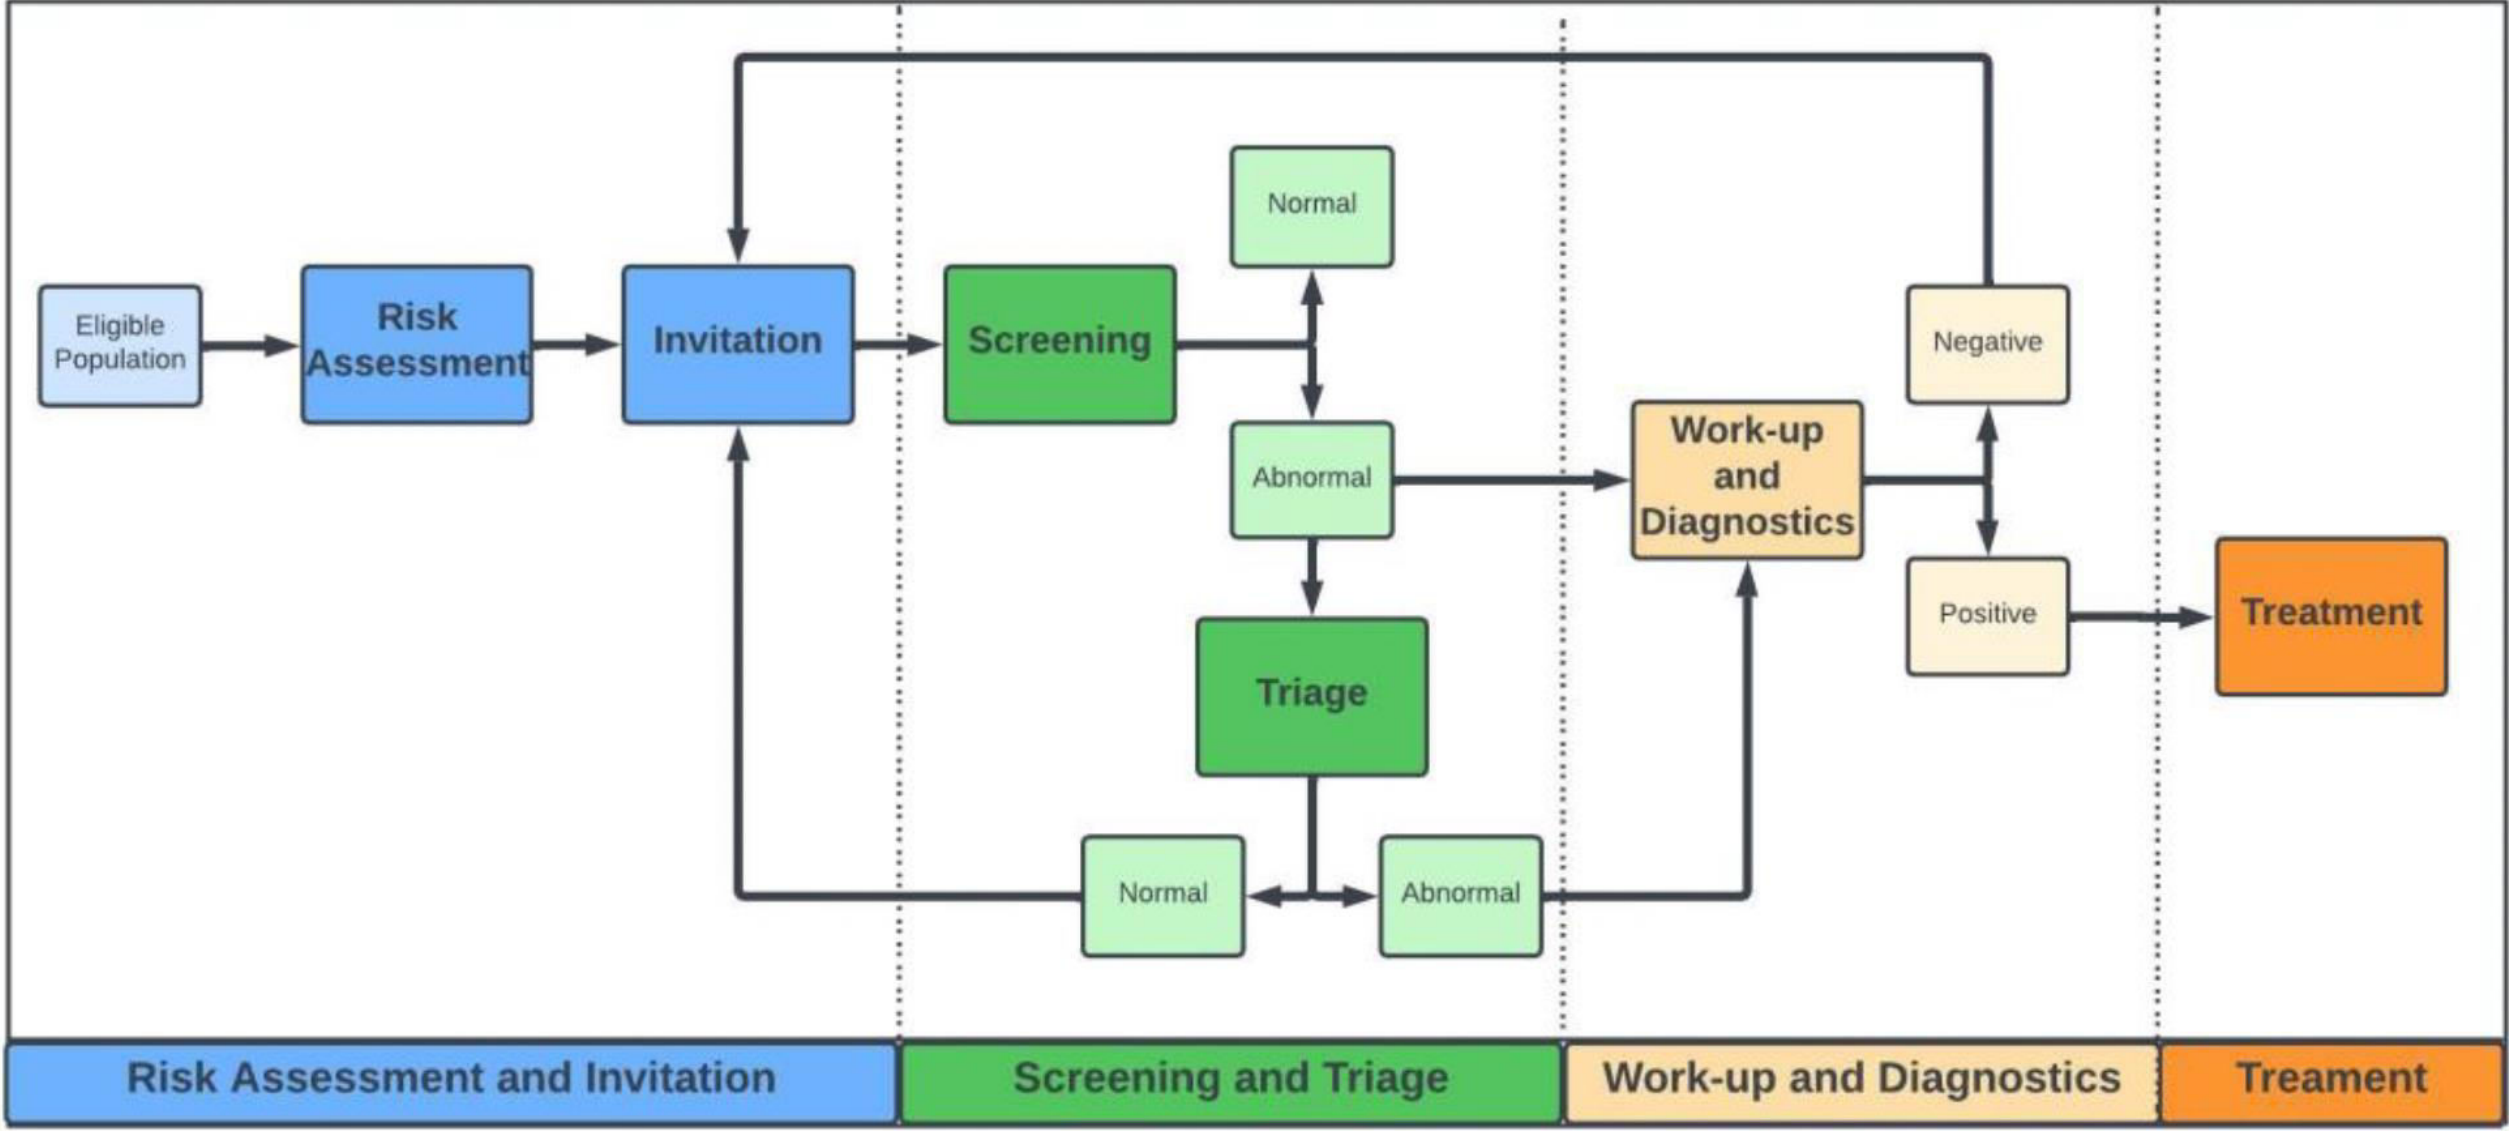 Eligible
Population
Risk
Assessment
Invitation
Screening
Normal
Abnormal
Triage
Normal
Abnormal
Work-up
and
Diagnostics
Negative
Positive
Treatment
Risk Assessment and Invitation
Screening and Triage
Work-up and Diagnostics
Treament